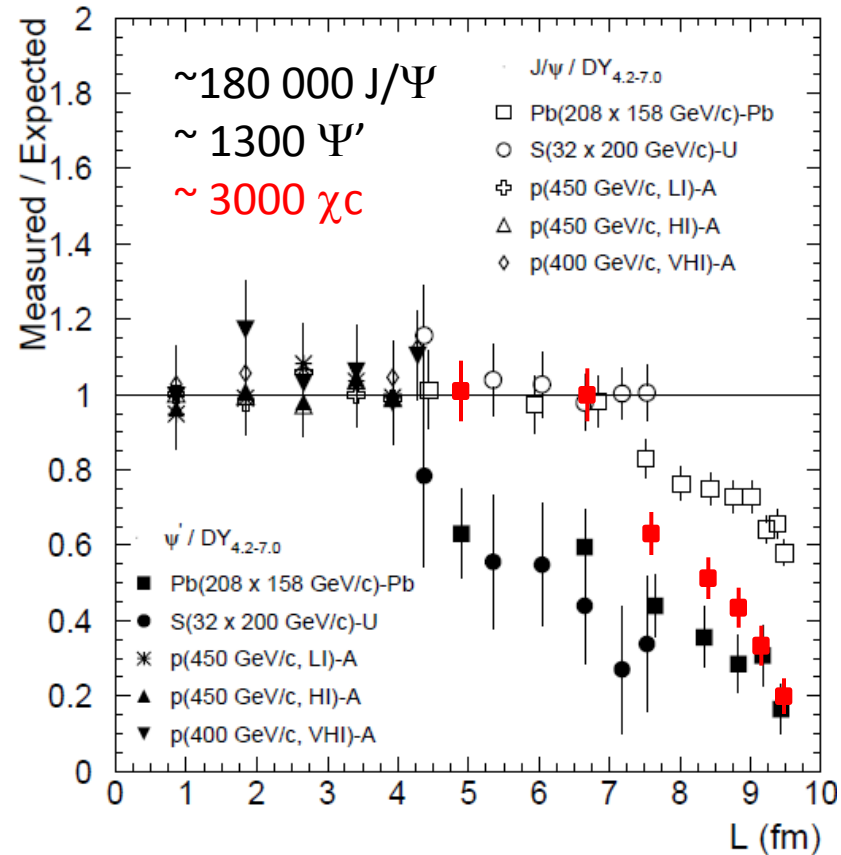 Measured / Expected
2
1.8
1.6
1.4
1.2
1
0.8
0.6
0.4
0.2
0
~180 000 J/Ψ
~ 1300 Ψ’
~ 3000 χc
J/ψ / DY4.2-7.0
Pb(208 x 158 GeV/c)-Pb
S(32 x 200 GeV/c)-U
p(450 GeV/c, LI)-A
p(450 GeV/c, HI)-A
p(400 GeV/c, VHI)-A
ψ' / DY4.2-7.0
Pb(208 x 158 GeV/c)-Pb
S(32 x 200 GeV/c)-U
p(450 GeV/c, LI)-A
p(450 GeV/c, HI)-A
p(400 GeV/c, VHI)-A
0 1 2 3 4 5 6 7 8 9 10
L (fm)